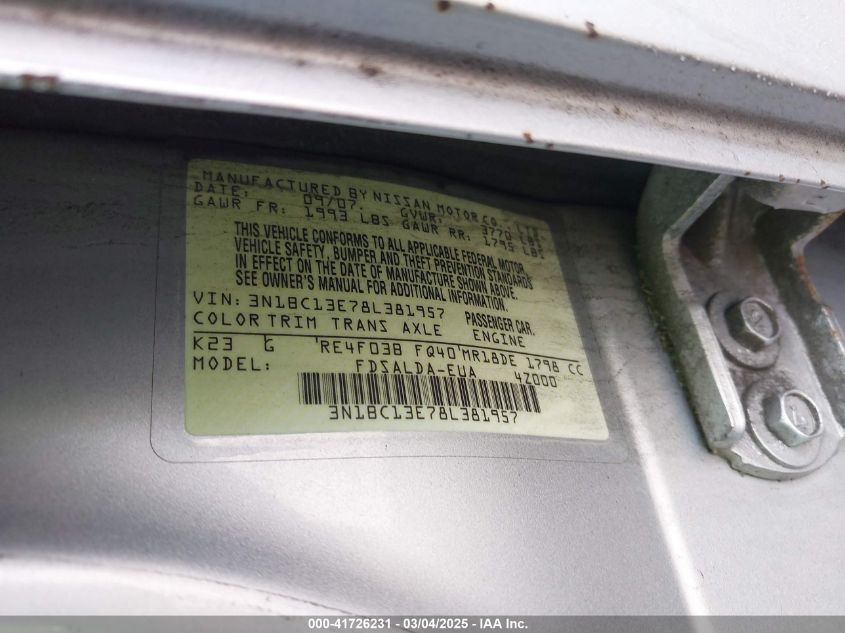 MANUFACTURED BY NISSAN MOTOR CO., LTD.
DATE: 09/07 GVWR: 3770 LBS
GAWR FR: 1993 LBS GAWR RR: 1795 LBS
THIS VEHICLE CONFORMS TO ALL APPLICABLE FEDERAL MOTOR
VEHICLE SAFETY, BUMPER AND THEFT PREVENTION STANDARDS
IN EFFECT ON THE DATE OF MANUFACTURE SHOWN ABOVE.
SEE OWNER'S MANUAL FOR ADDITIONAL INFORMATION.
VIN: 3N1BC13E78L381957 PASSENGER CAR.
COLOR TRIM TRANS AXLE ENGINE
K23 G RE4F03B FQ40 MR18DE 1798 CC
MODEL: FDSALDA-EUA 4Z000
3N1BC13E78L381957
000-41726231 - 03/04/2025 - IAA Inc.